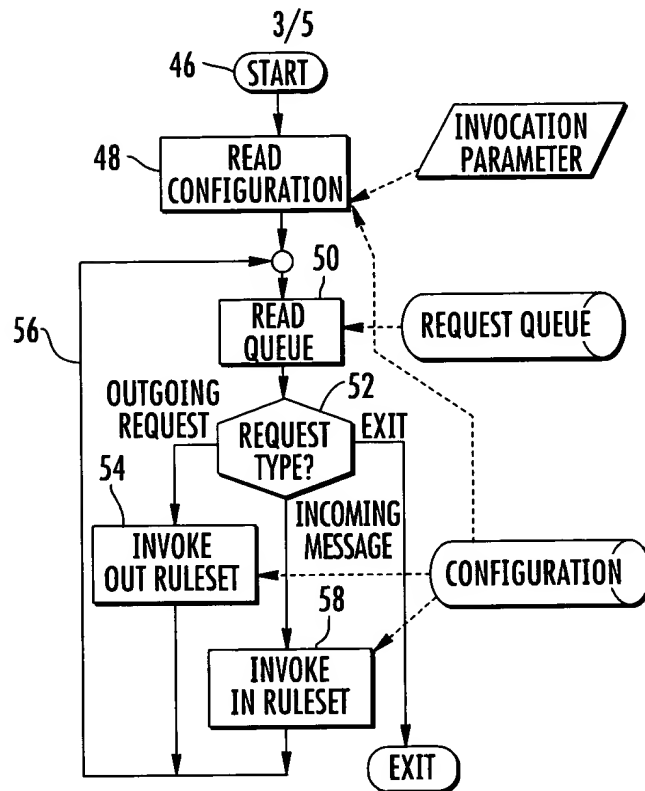 3/5
46
START
48
READ
CONFIGURATION
INVOCATION
PARAMETER
50
READ
QUEUE
REQUEST QUEUE
56
OUTGOING
REQUEST
52
REQUEST
TYPE?
EXIT
54
INVOKE
OUT RULESET
INCOMING
MESSAGE
CONFIGURATION
58
INVOKE
IN RULESET
EXIT